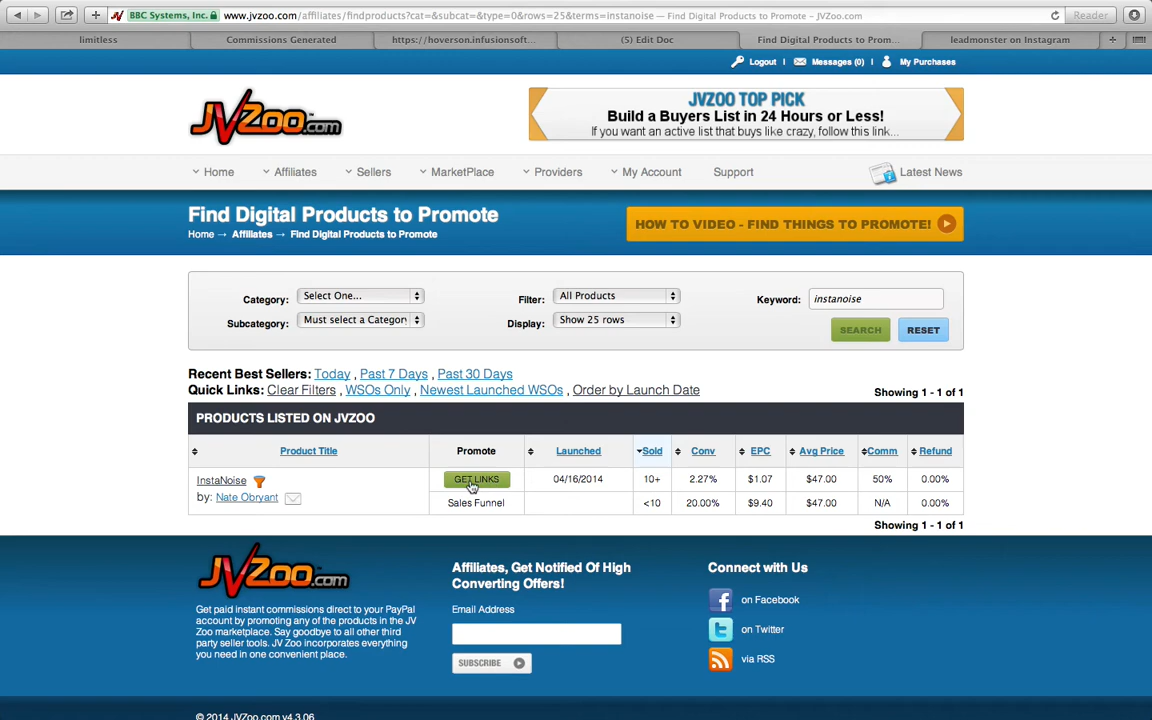 BBC Systems, Inc. www.jvzoo.com/affiliates/findproducts?cat=&subcat=&type=0&rows=25&terms=instanoise — Find Digital Products to Promote – JVZoo.com Reader
limitless Commissions Generated https://hoverson.infusionsoft... (5) Edit Doc Find Digital Products to Prom... leadmonster on Instagram
Logout | Messages (0) | My Purchases
JVZoo.com
JVZOO TOP PICK
Build a Buyers List in 24 Hours or Less!
If you want an active list that buys like crazy, follow this link...
Home Affiliates Sellers MarketPlace Providers My Account Support Latest News
Find Digital Products to Promote
Home → Affiliates → Find Digital Products to Promote
HOW TO VIDEO - FIND THINGS TO PROMOTE!
Category: Select One... Filter: All Products Keyword: instanoise
Subcategory: Must select a Category Display: Show 25 rows
SEARCH RESET
Recent Best Sellers: Today , Past 7 Days , Past 30 Days
Quick Links: Clear Filters , WSOs Only , Newest Launched WSOs , Order by Launch Date
Showing 1 - 1 of 1
PRODUCTS LISTED ON JVZOO
Product Title Promote Launched Sold Conv EPC Avg Price Comm Refund
InstaNoise GET LINKS 04/16/2014 10+ 2.27% $1.07 $47.00 50% 0.00%
by: Nate Obryant
Sales Funnel <10 20.00% $9.40 $47.00 N/A 0.00%
Showing 1 - 1 of 1
JVZoo.com
Get paid instant commissions direct to your PayPal
account by promoting any of the products in the JV
Zoo marketplace. Say goodbye to all other third
party seller tools. JV Zoo incorporates everything
you need in one convenient place.
Affiliates, Get Notified Of High
Converting Offers!
Email Address
SUBSCRIBE
Connect with Us
on Facebook
on Twitter
via RSS
© 2014 JVZoo.com v4.3.06